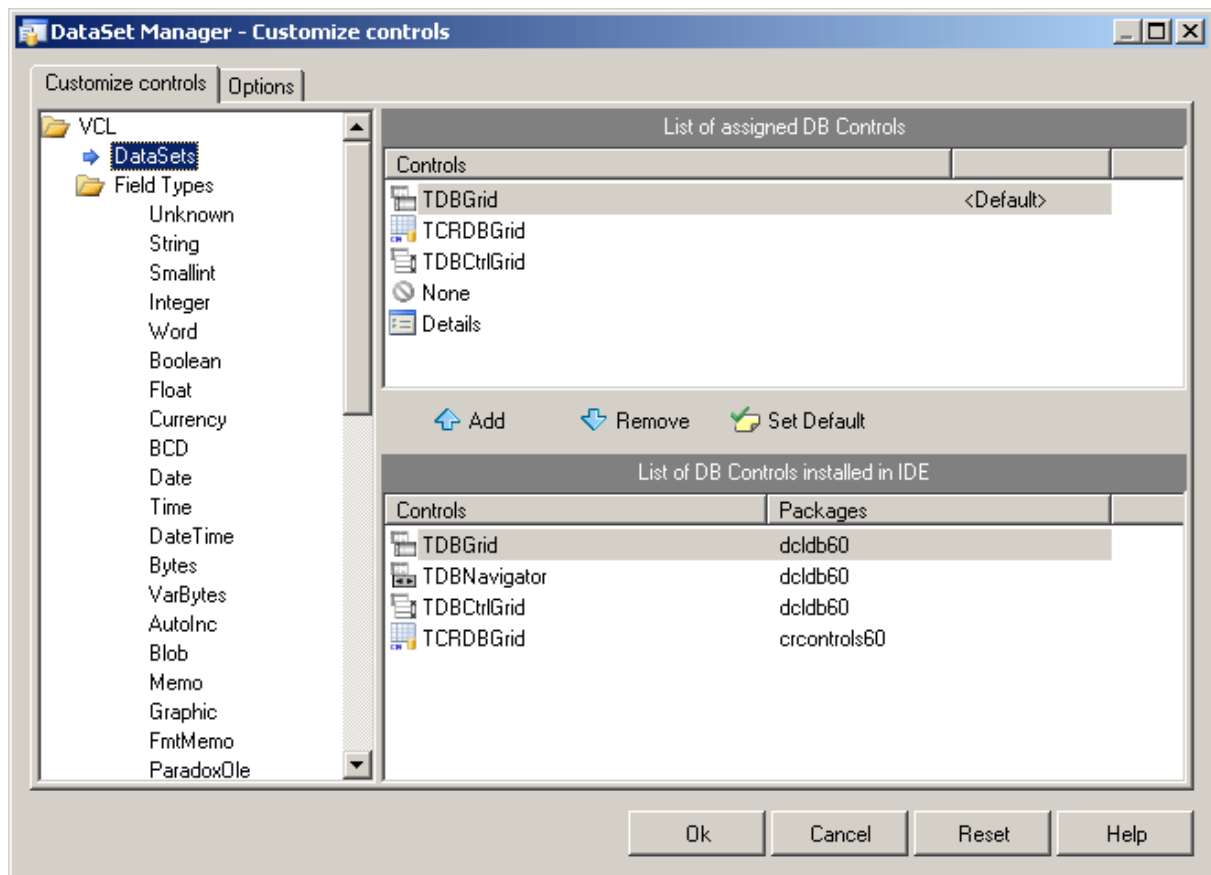 DataSet Manager - Customize controls
Customize controls
Options
VCL
DataSets
Field Types
Unknown
String
Smallint
Integer
Word
Boolean
Float
Currency
BCD
Date
Time
DateTime
Bytes
VarBytes
AutoInc
Blob
Memo
Graphic
FmtMemo
ParadoxOle
List of assigned DB Controls
Controls
TDBGrid <Default>
TCRDBGrid
TDBCtrlGrid
None
Details
Add Remove Set Default
List of DB Controls installed in IDE
Controls Packages
TDBGrid dcldb60
TDBNavigator dcldb60
TDBCtrlGrid dcldb60
TCRDBGrid crcontrols60
Ok Cancel Reset Help